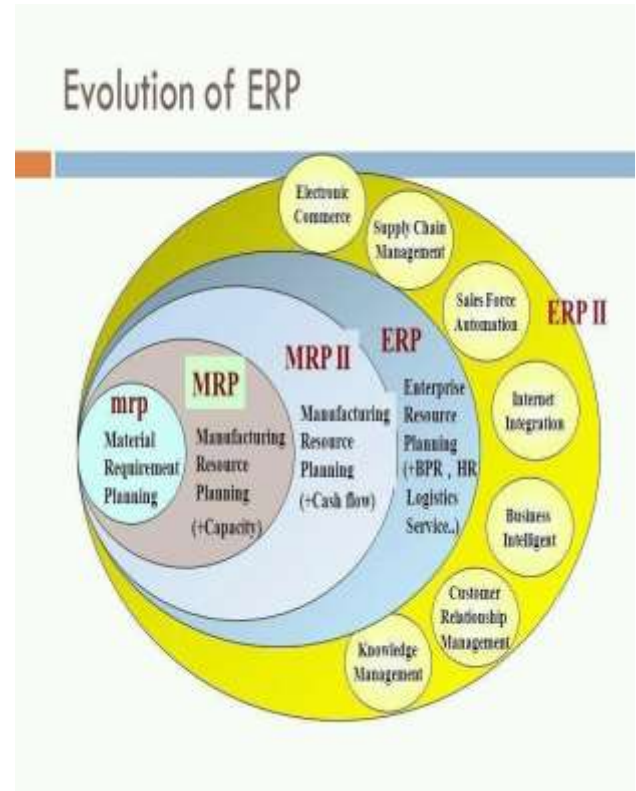 Evolution of ERP
Electronic
Commerce
Supply Chain
Management
Sales Force
Automation
ERP II
Internet
Integration
Business
Intelligent
Customer
Relationship
Management
Knowledge
Management
ERP
Enterprise
Resource
Planning
(+BPR , HR
Logistics
Service..)
MRP II
Manufacturing
Resource
Planning
(+Cash flow)
MRP
Manufacturing
Resource
Planning
(+Capacity)
mrp
Material
Requirement
Planning